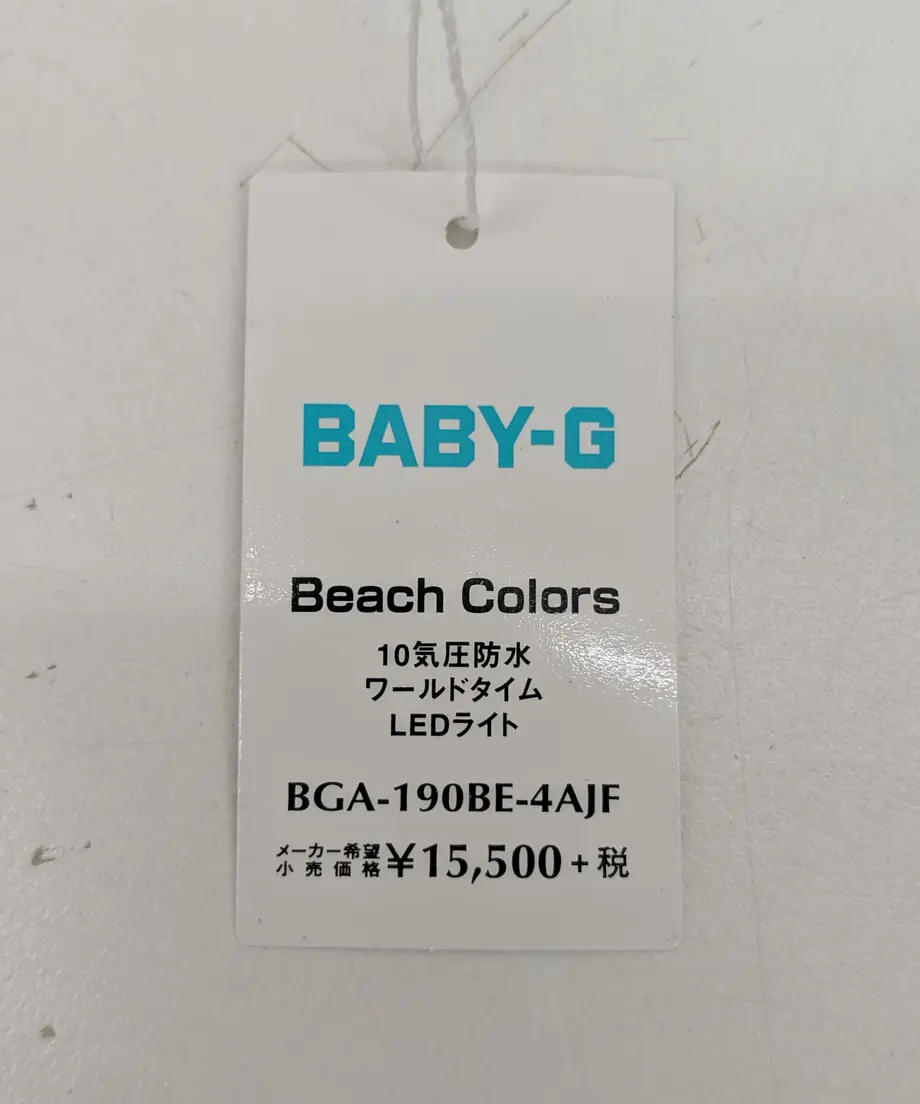 BABY-G
Beach Colors
10気圧防水
ワールドタイム
LEDライト
BGA-190BE-4AJF
メーカー希望
小売価格 ¥15,500+税